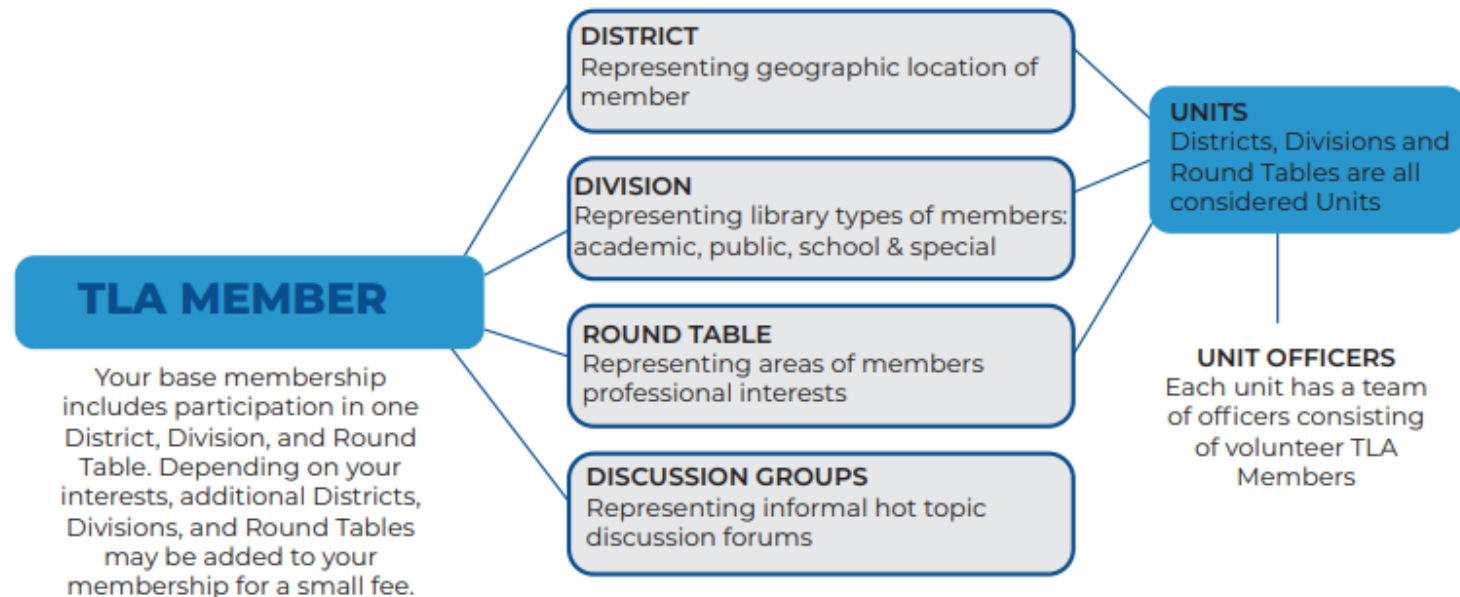 DISTRICT
Representing geographic location of
member
DIVISION
Representing library types of members:
academic, public, school & special
ROUND TABLE
Representing areas of members
professional interests
DISCUSSION GROUPS
Representing informal hot topic
discussion forums
TLA MEMBER
Your base membership
includes participation in one
District, Division, and Round
Table. Depending on your
interests, additional Districts,
Divisions, and Round Tables
may be added to your
membership for a small fee.
UNITS
Districts, Divisions and
Round Tables are all
considered Units
UNIT OFFICERS
Each unit has a team
of officers consisting
of volunteer TLA
Members